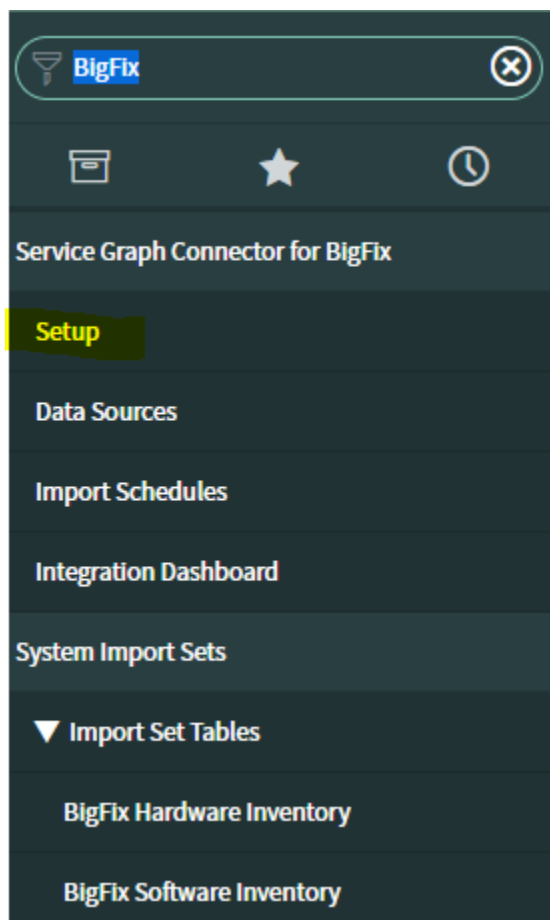 BigFix
Service Graph Connector for BigFix
Setup
Data Sources
Import Schedules
Integration Dashboard
System Import Sets
Import Set Tables
BigFix Hardware Inventory
BigFix Software Inventory